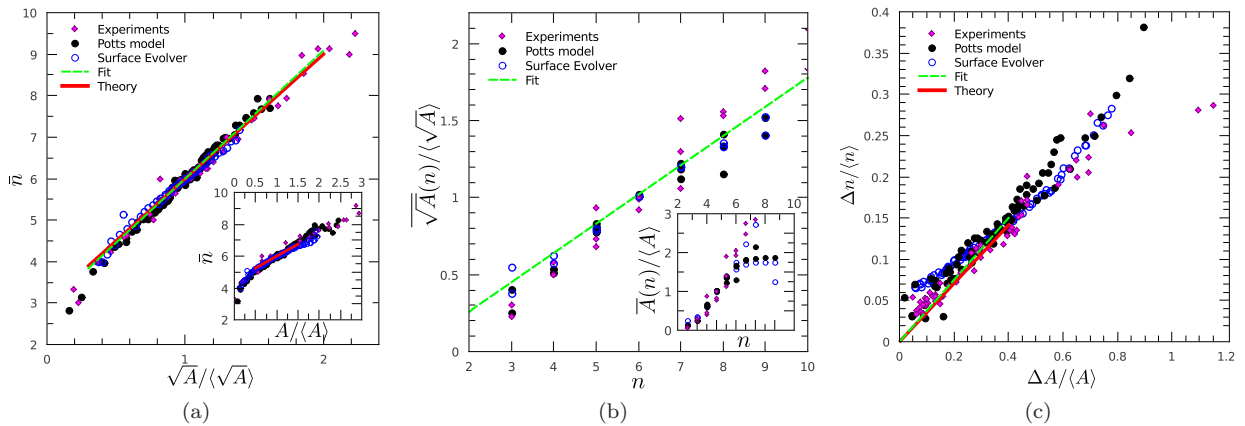 Experiments
Potts model
Surface Evolver
Fit
Theory
10
9
8
7
6
5
4
3
2
n̄
0
1
2
√A/⟨√A⟩
0 0.5 1 1.5 2 2.5 3
10
8
6
4
2
n̄
A/⟨A⟩
(a)
Experiments
Potts model
Surface Evolver
Fit
2
1.5
1
0.5
0
√A(n)/⟨√A⟩
2 3 4 5 6 7 8 9 10
n
2 4 6 8 10
3
2
1
0
A(n)/⟨A⟩
n
(b)
Experiments
Potts model
Surface Evolver
Fit
Theory
0.4
0.35
0.3
0.25
0.2
0.15
0.1
0.05
0
Δn/⟨n⟩
0 0.2 0.4 0.6 0.8 1 1.2
ΔA/⟨A⟩
(c)